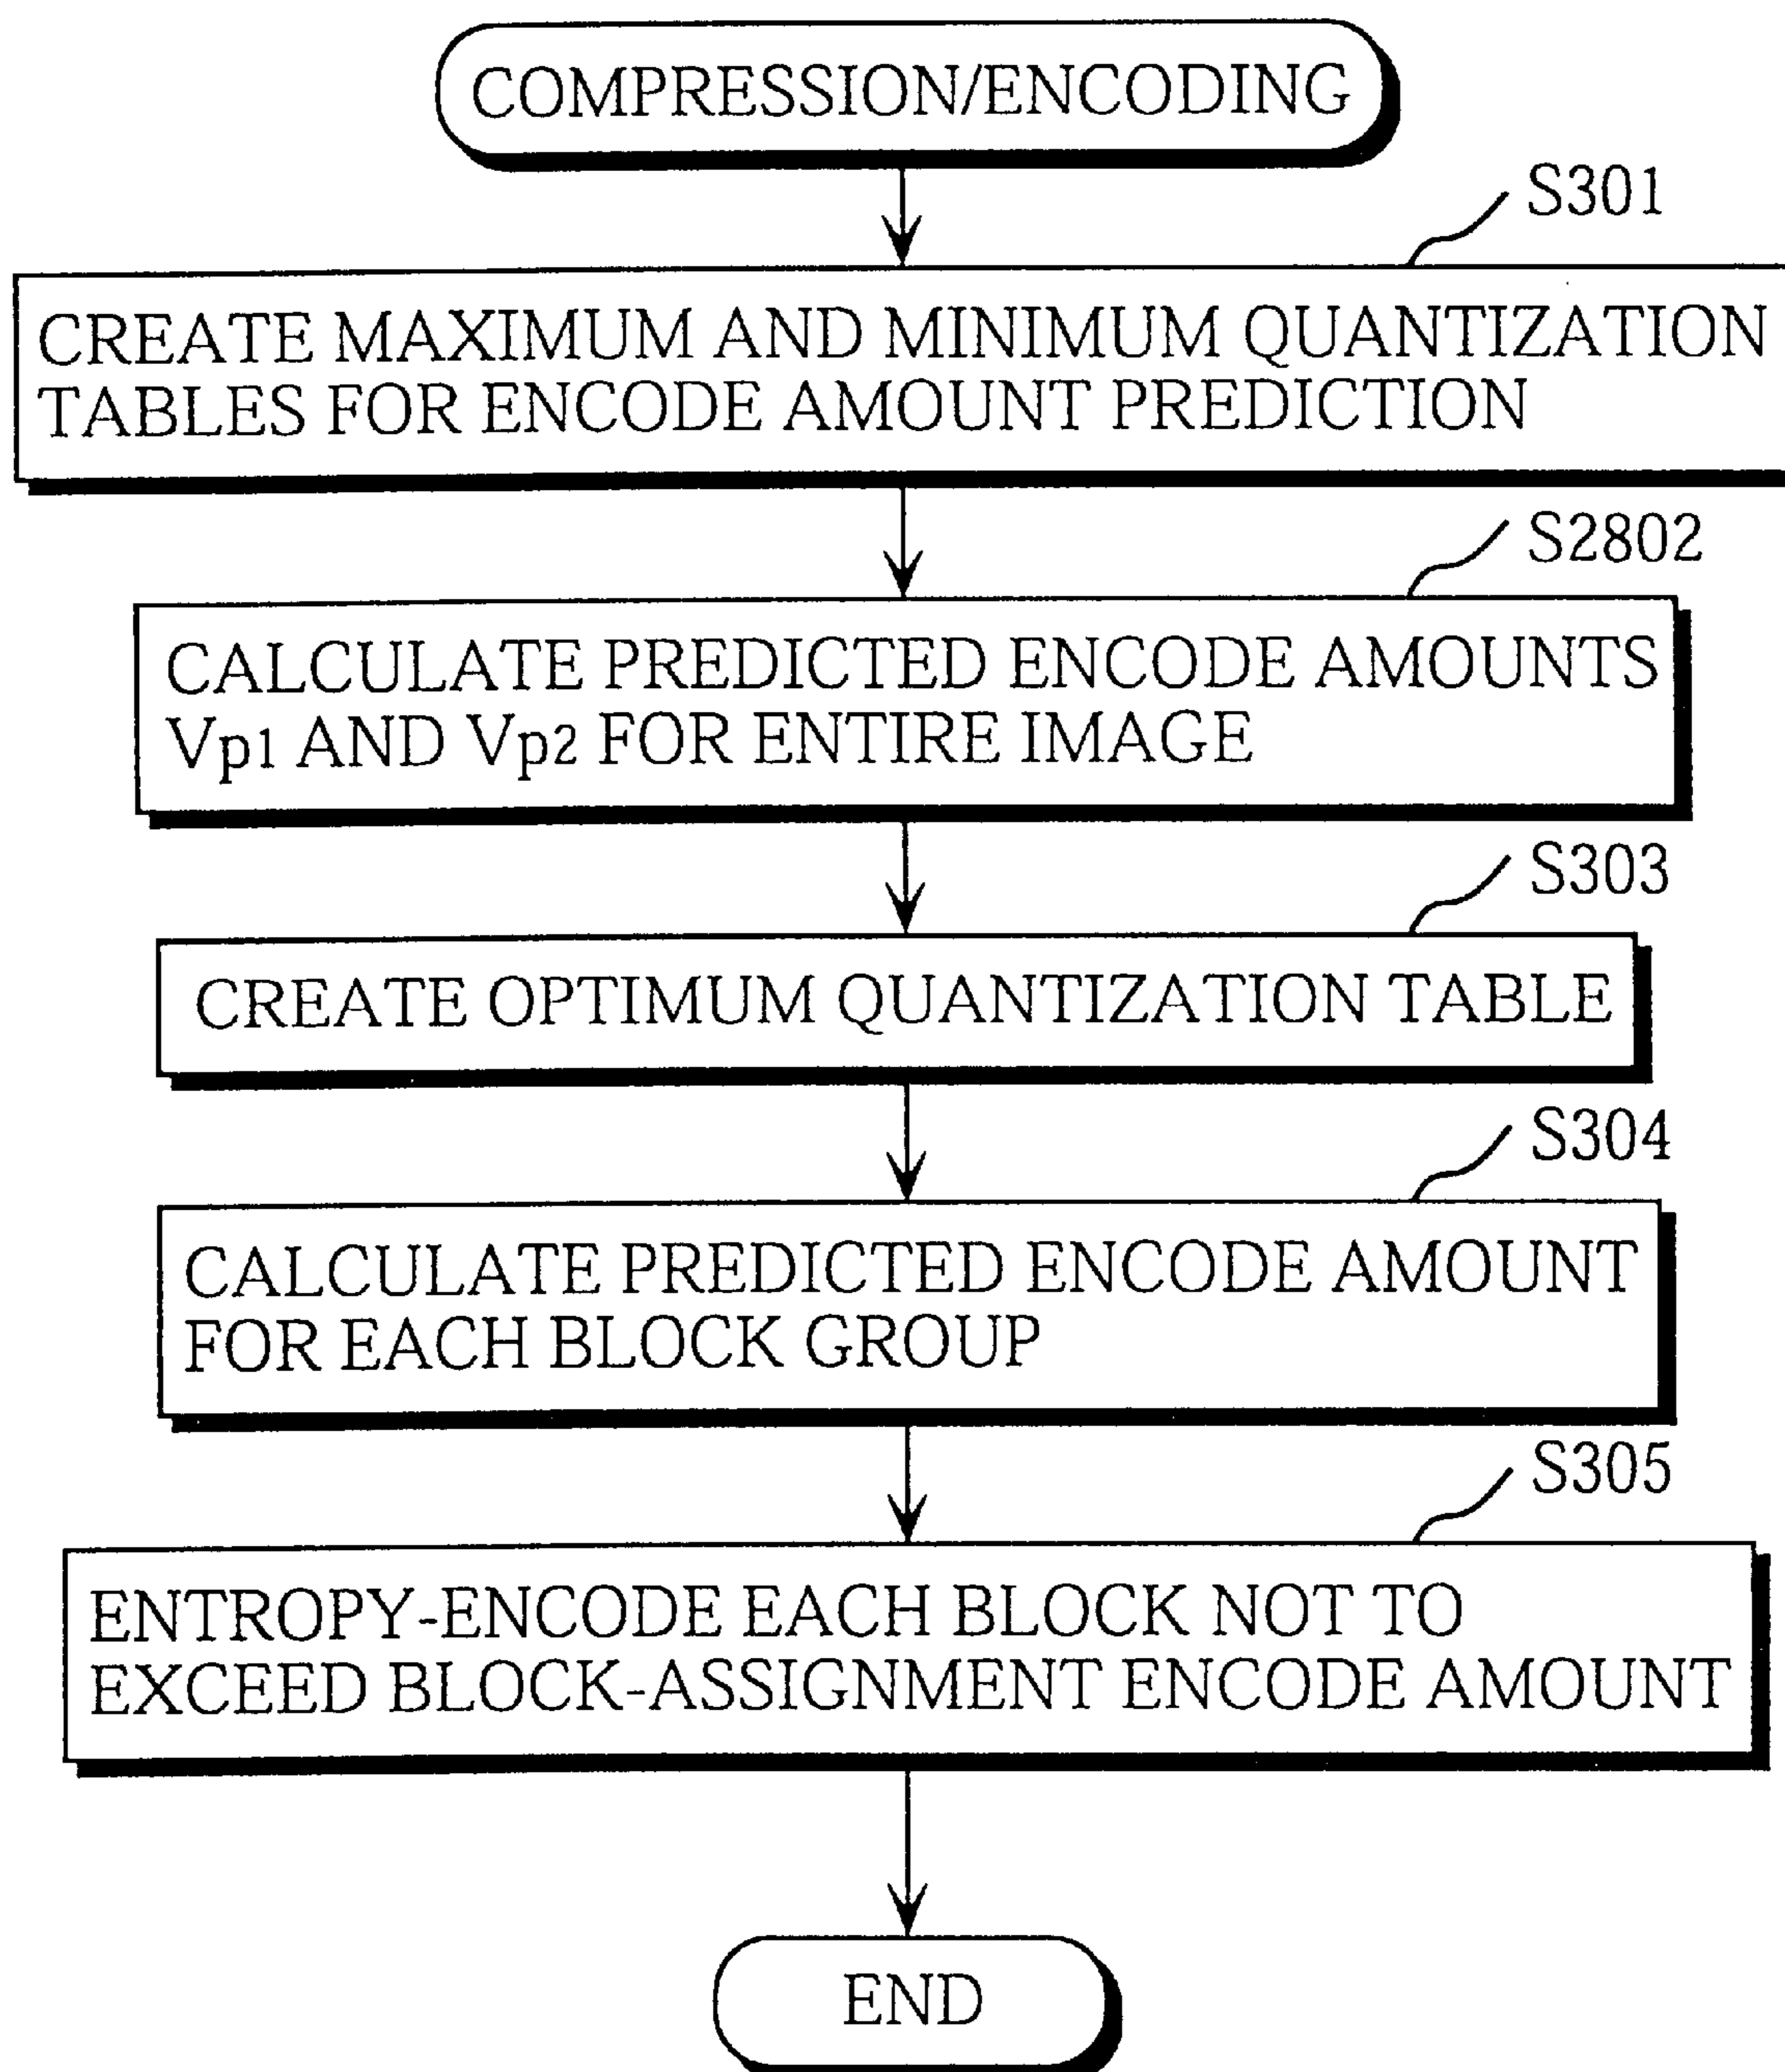 COMPRESSION/ENCODING
S301
CREATE MAXIMUM AND MINIMUM QUANTIZATION
TABLES FOR ENCODE AMOUNT PREDICTION
S2802
CALCULATE PREDICTED ENCODE AMOUNTS
Vp1 AND Vp2 FOR ENTIRE IMAGE
S303
CREATE OPTIMUM QUANTIZATION TABLE
S304
CALCULATE PREDICTED ENCODE AMOUNT
FOR EACH BLOCK GROUP
S305
ENTROPY-ENCODE EACH BLOCK NOT TO
EXCEED BLOCK-ASSIGNMENT ENCODE AMOUNT
END